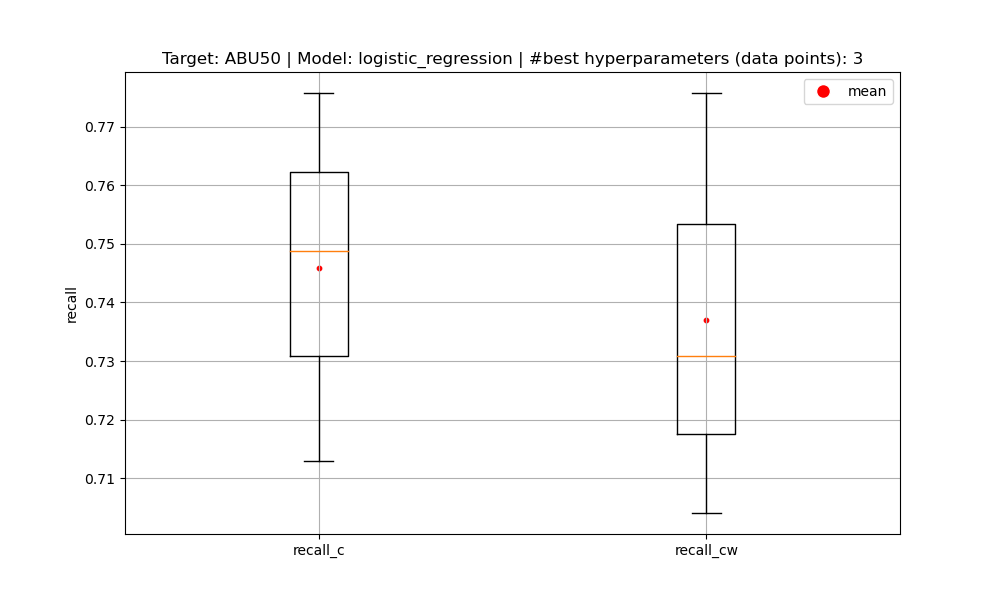 Target: ABU50 | Model: logistic_regression | #best hyperparameters (data points): 3
mean
0.77
0.76
0.75
0.74
0.73
0.72
0.71
recall
recall_c
recall_cw